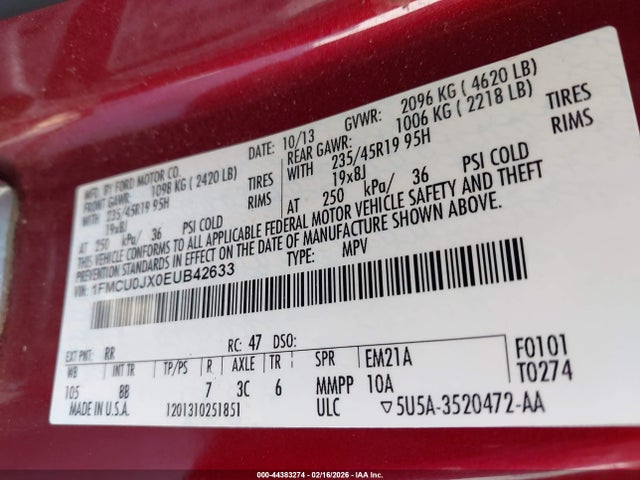 MFD. BY FORD MOTOR CO.
DATE: 10/13
GVWR: 2096 KG ( 4620 LB)
FRONT GAWR: 1098 KG (2420 LB)
REAR GAWR: 1006 KG ( 2218 LB)
WITH 235/45R19 95H TIRES
WITH 235/45R19 95H TIRES
19x8J RIMS
19x8J RIMS
AT 250 kPa/ 36 PSI COLD
AT 250 kPa/ 36 PSI COLD
THIS VEHICLE CONFORMS TO ALL APPLICABLE FEDERAL MOTOR VEHICLE SAFETY AND THEFT
PREVENTION STANDARDS IN EFFECT ON THE DATE OF MANUFACTURE SHOWN ABOVE.
VIN: 1FMCU0JX0EUB42633
TYPE: MPV
EXT PNT: RR RC: 47 DSO:
F0101
T0274
WB INT TR TP/PS R AXLE TR SPR EM21A
105 BB 7 3C 6 MMPP 10A
MADE IN U.S.A. 1201310251851 ULC ▽5U5A-3520472-AA
000-44383274 - 02/16/2026 - IAA Inc.